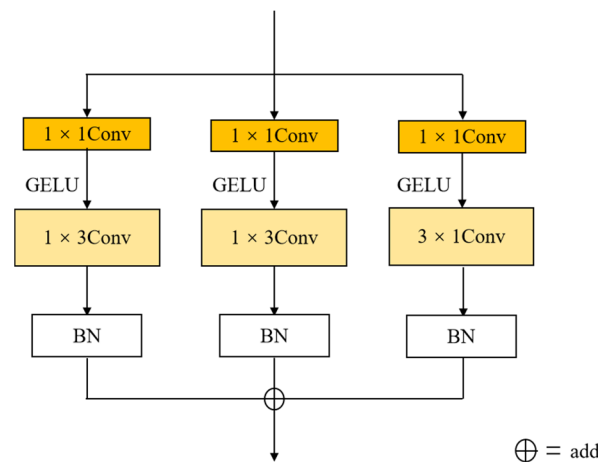 1 × 1Conv
1 × 1Conv
1 × 1Conv
GELU
GELU
GELU
1 × 3Conv
1 × 3Conv
3 × 1Conv
BN
BN
BN
⊕ = add